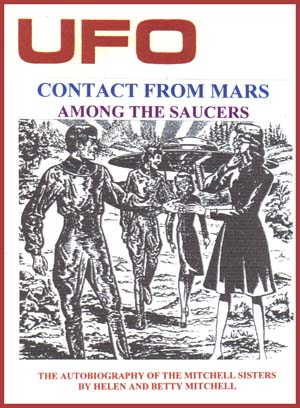 UFO
CONTACT FROM MARS
AMONG THE SAUCERS
THE AUTOBIOGRAPHY OF THE MITCHELL SISTERS
BY HELEN AND BETTY MITCHELL